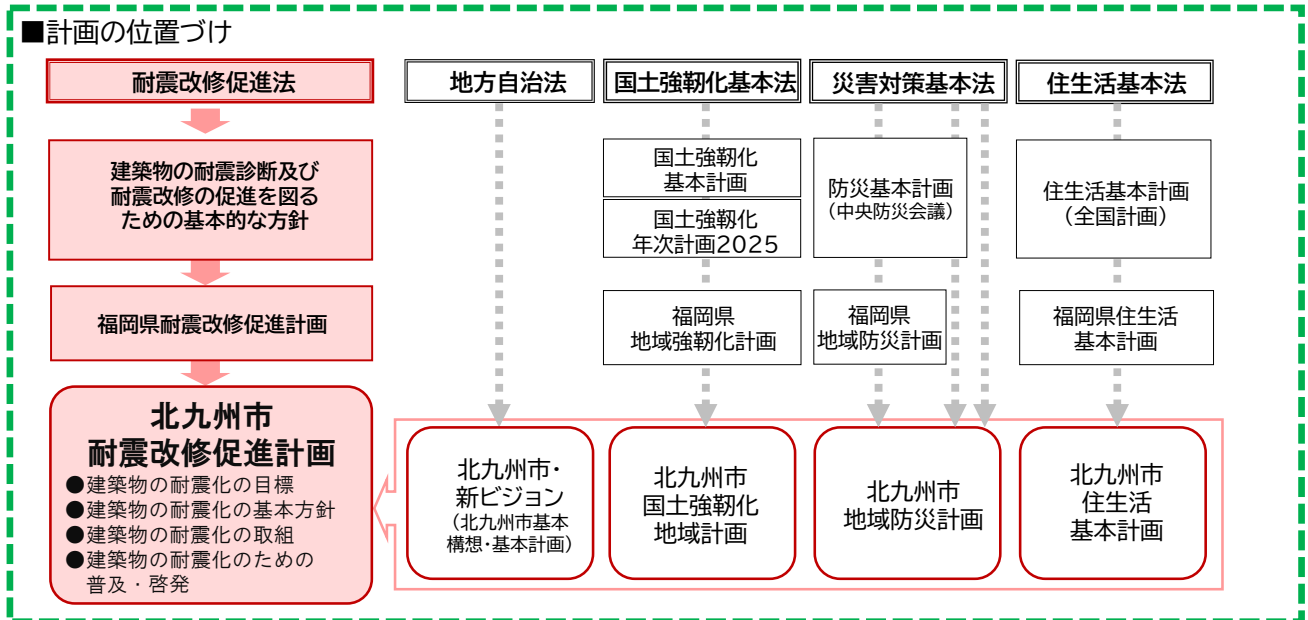 ■計画の位置づけ
耐震改修促進法
地方自治法
国土強靭化基本法
災害対策基本法
住生活基本法
建築物の耐震診断及び
耐震改修の促進を図る
ための基本的な方針
国土強靭化
基本計画
国土強靭化
年次計画2025
防災基本計画
(中央防災会議)
住生活基本計画
(全国計画)
福岡県耐震改修促進計画
福岡県
地域強靭化計画
福岡県
地域防災計画
福岡県住生活
基本計画
北九州市
耐震改修促進計画
●建築物の耐震化の目標
●建築物の耐震化の基本方針
●建築物の耐震化の取組
●建築物の耐震化のための
普及・啓発
北九州市・
新ビジョン
(北九州市基本
構想・基本計画)
北九州市
国土強靭化
地域計画
北九州市
地域防災計画
北九州市
住生活
基本計画